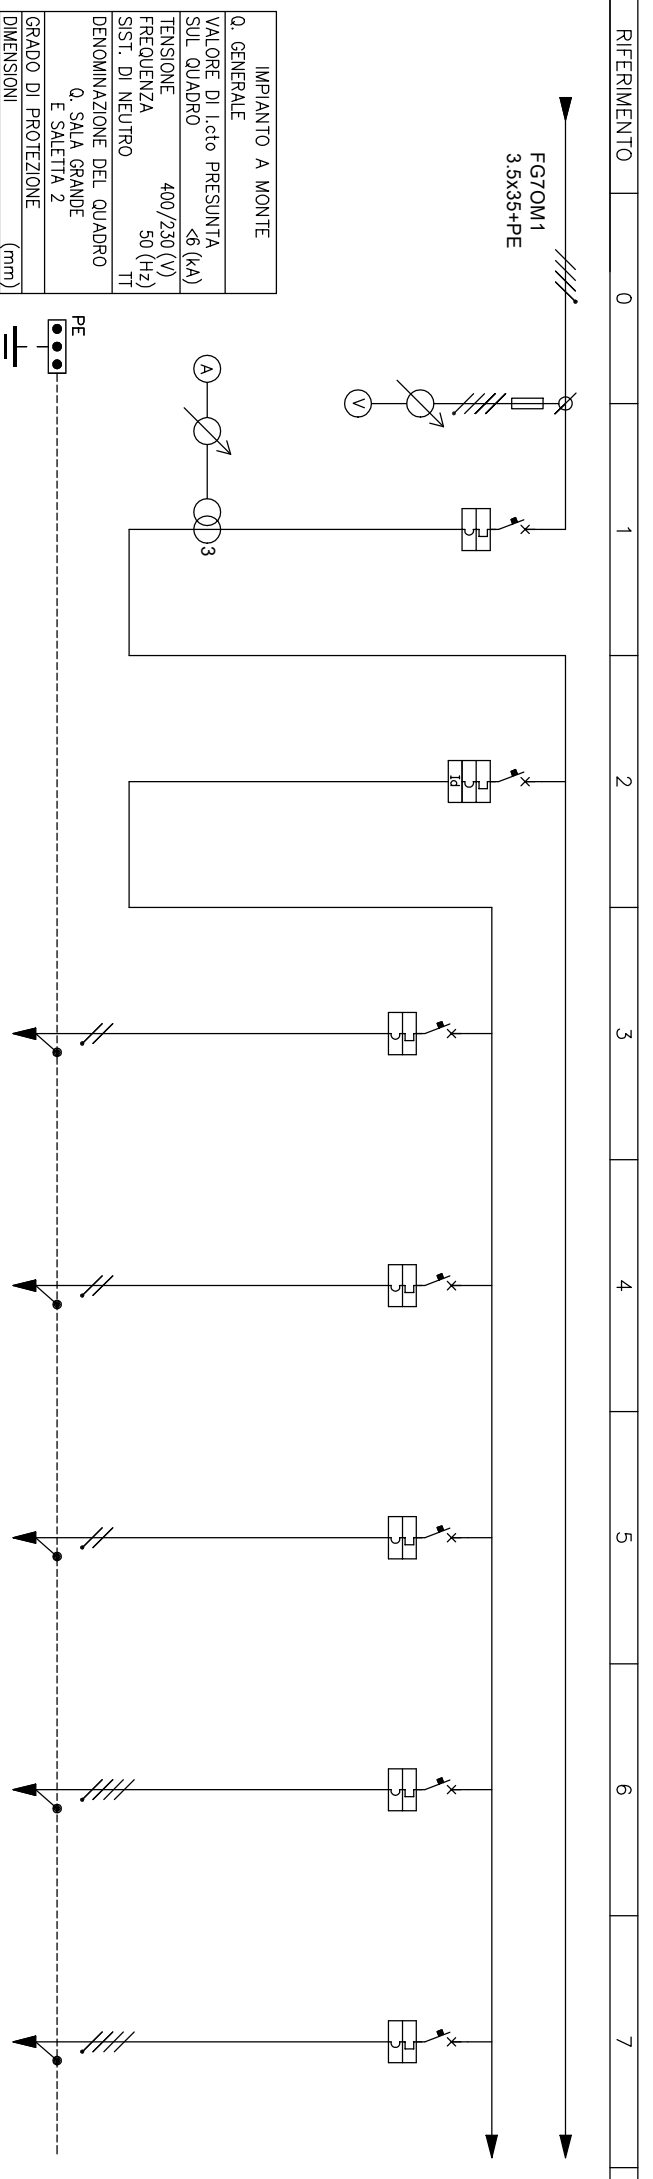 RIFERIMENTO 0 1 2 3 4 5 6 7
FG7OM1
3.5x35+PE
V
A
3
Id
PE
IMPIANTO A MONTE
Q. GENERALE
VALORE DI I.cto PRESUNTA
SUL QUADRO <6 (kA)
TENSIONE 400/230 (V)
FREQUENZA 50 (Hz)
SIST. DI NEUTRO TT
DENOMINAZIONE DEL QUADRO
Q. SALA GRANDE
E SALETTA 2
GRADO DI PROTEZIONE
DIMENSIONI (mm)